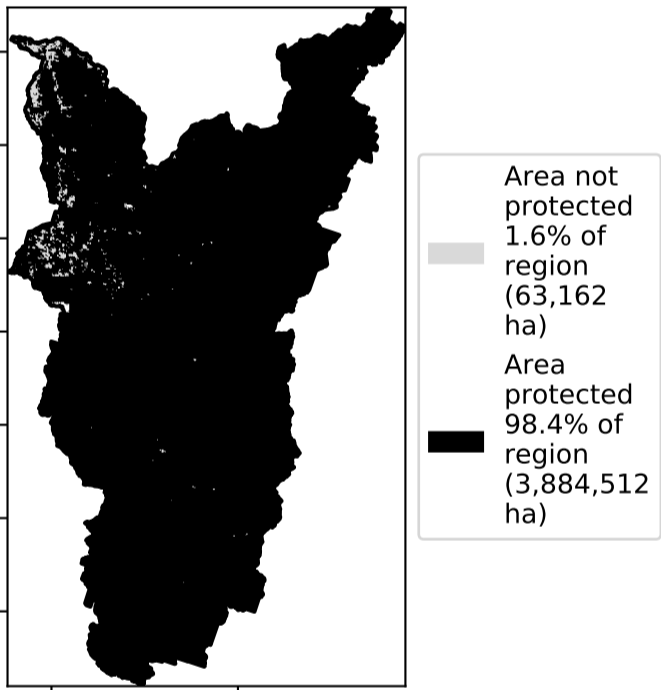 Area not
protected
1.6% of
region
(63,162
ha)
Area
protected
98.4% of
region
(3,884,512
ha)